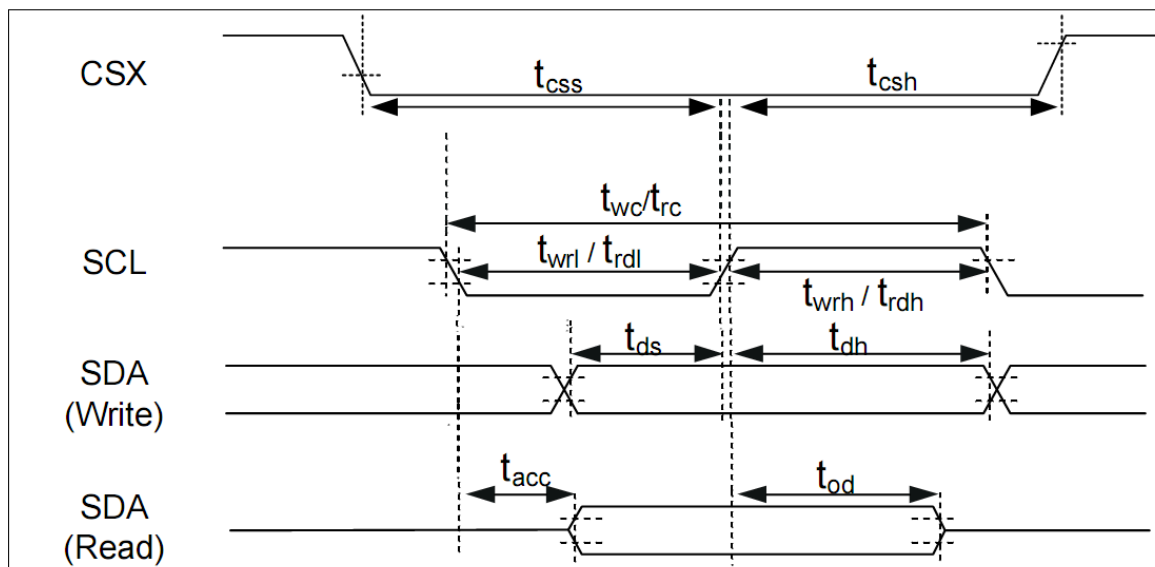 CSX
tcss
tcsh
twc/trc
SCL
twrl / trdl
twrh / trdh
tds
tdh
SDA
(Write)
tacc
tod
SDA
(Read)